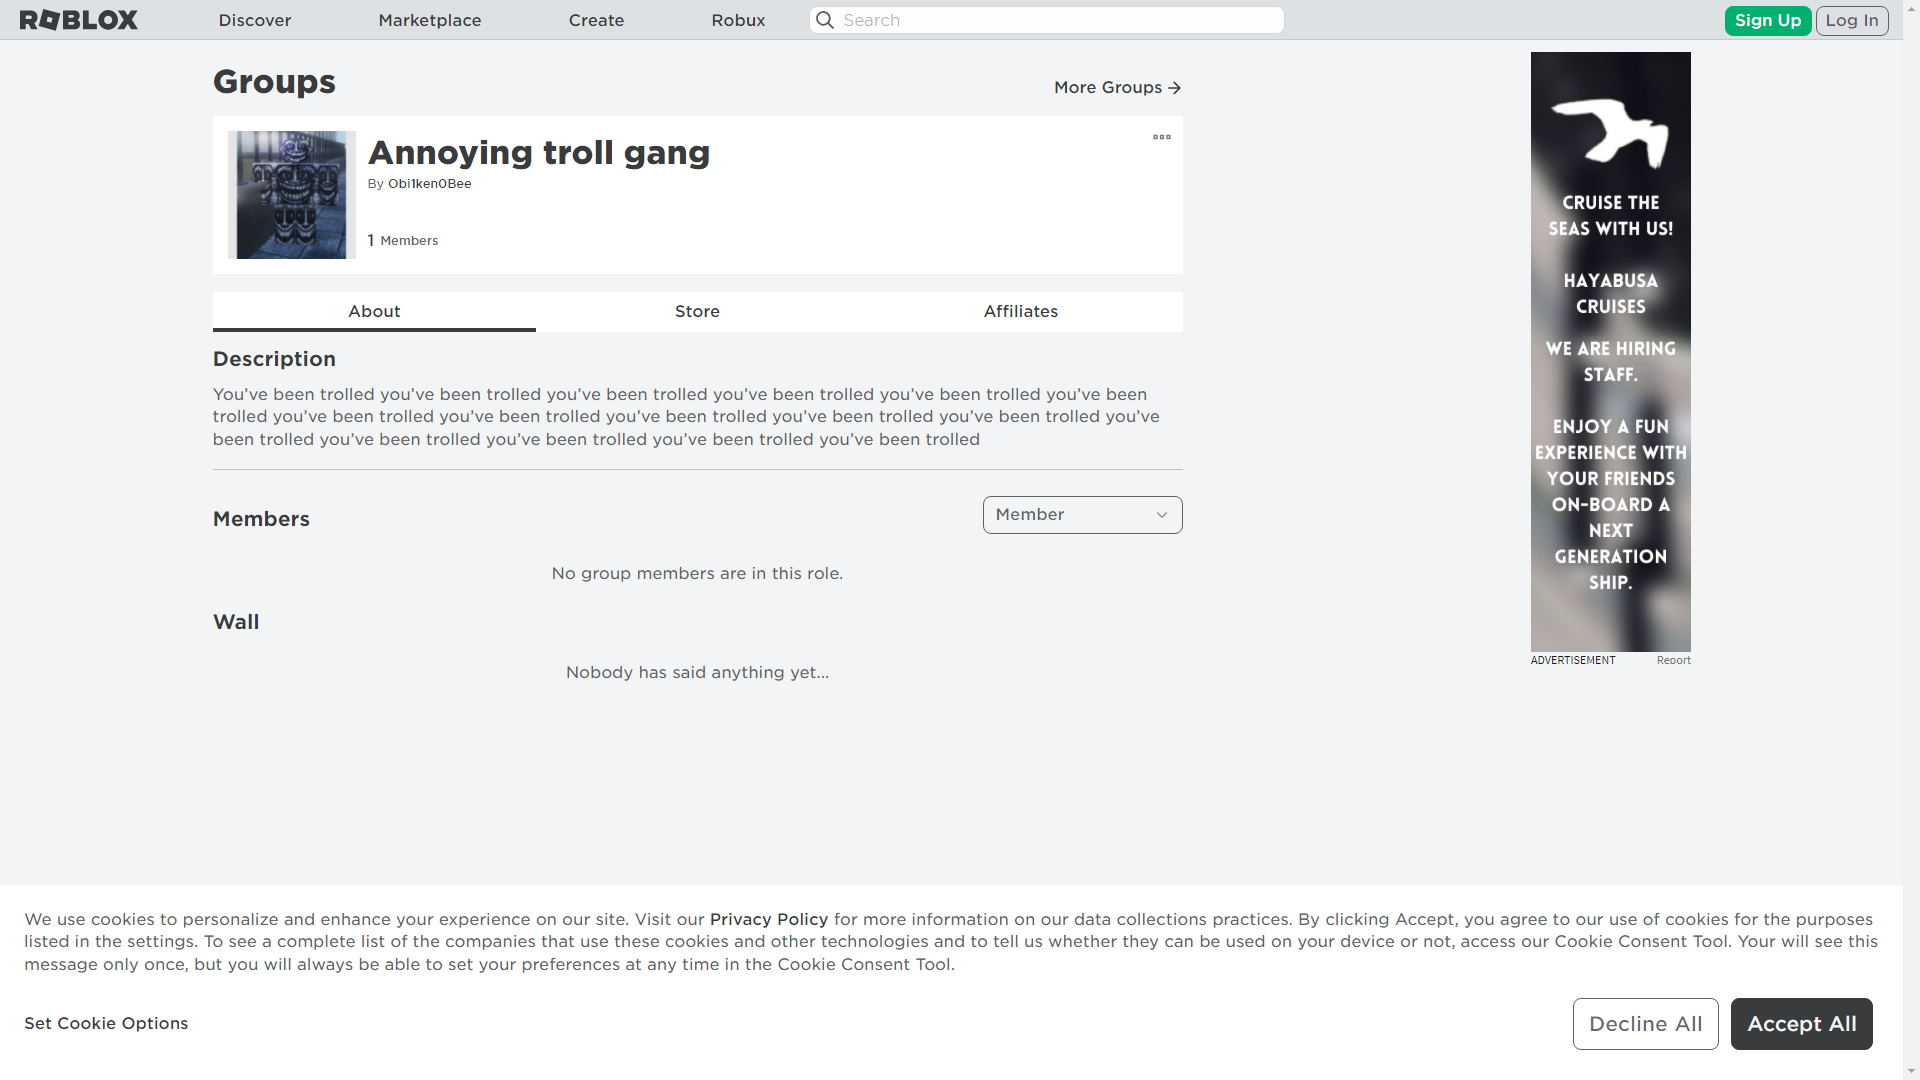 ROBLOX
Discover
Marketplace
Create
Robux
Search
Sign Up
Log In
Groups
More Groups
Annoying troll gang
By Obi1ken0Bee
1 Members
About
Store
Affiliates
Description
You’ve been trolled you’ve been trolled you’ve been trolled you’ve been trolled you’ve been trolled you’ve been
trolled you’ve been trolled you’ve been trolled you’ve been trolled you’ve been trolled you’ve been trolled you’ve
been trolled you’ve been trolled you’ve been trolled you’ve been trolled you’ve been trolled
Members
Member
No group members are in this role.
Wall
Nobody has said anything yet...
CRUISE THE
SEAS WITH US!
HAYABUSA
CRUISES
WE ARE HIRING
STAFF.
ENJOY A FUN
EXPERIENCE WITH
YOUR FRIENDS
ON-BOARD A
NEXT
GENERATION
SHIP.
ADVERTISEMENT
Report
We use cookies to personalize and enhance your experience on our site. Visit our Privacy Policy for more information on our data collections practices. By clicking Accept, you agree to our use of cookies for the purposes
listed in the settings. To see a complete list of the companies that use these cookies and other technologies and to tell us whether they can be used on your device or not, access our Cookie Consent Tool. Your will see this
message only once, but you will always be able to set your preferences at any time in the Cookie Consent Tool.
Set Cookie Options
Decline All
Accept All